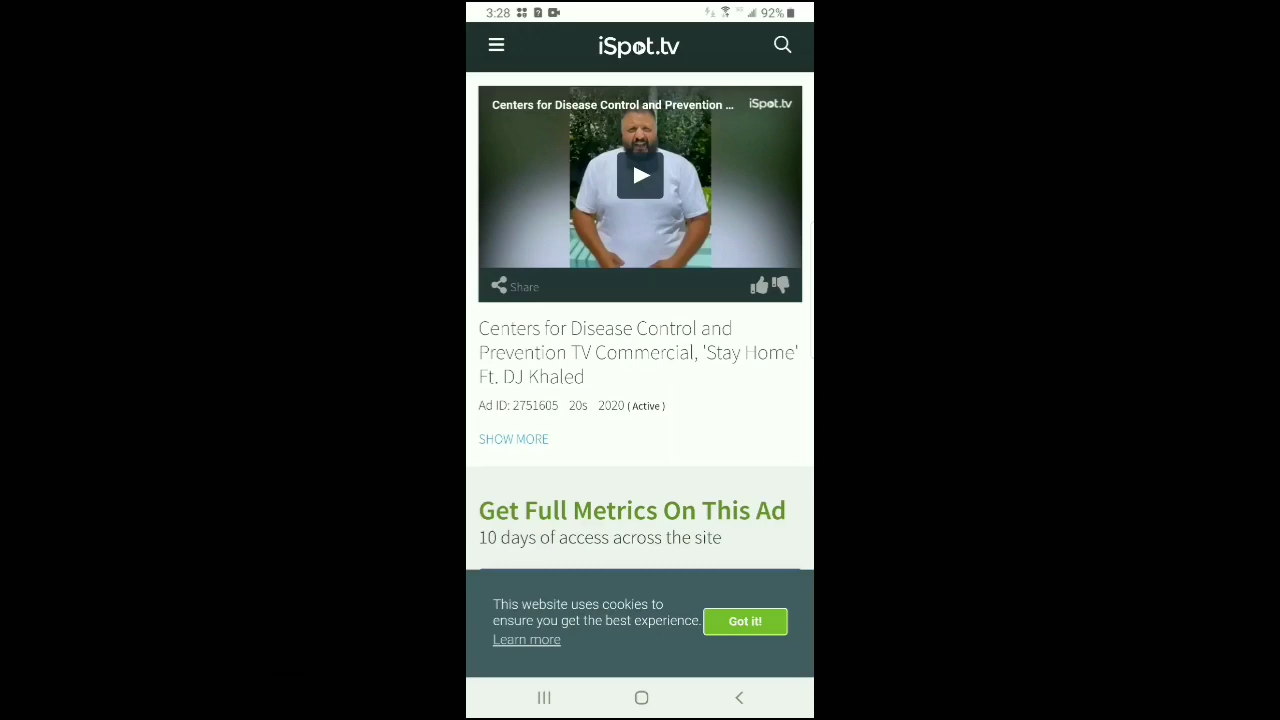 3:28
92%
iSpot.tv
Centers for Disease Control and Prevention ...
iSpot.tv
Share
Centers for Disease Control and
Prevention TV Commercial, 'Stay Home'
Ft. DJ Khaled
Ad ID: 2751605 20s 2020 ( Active )
SHOW MORE
Get Full Metrics On This Ad
10 days of access across the site
This website uses cookies to
ensure you get the best experience.
Learn more
Got it!